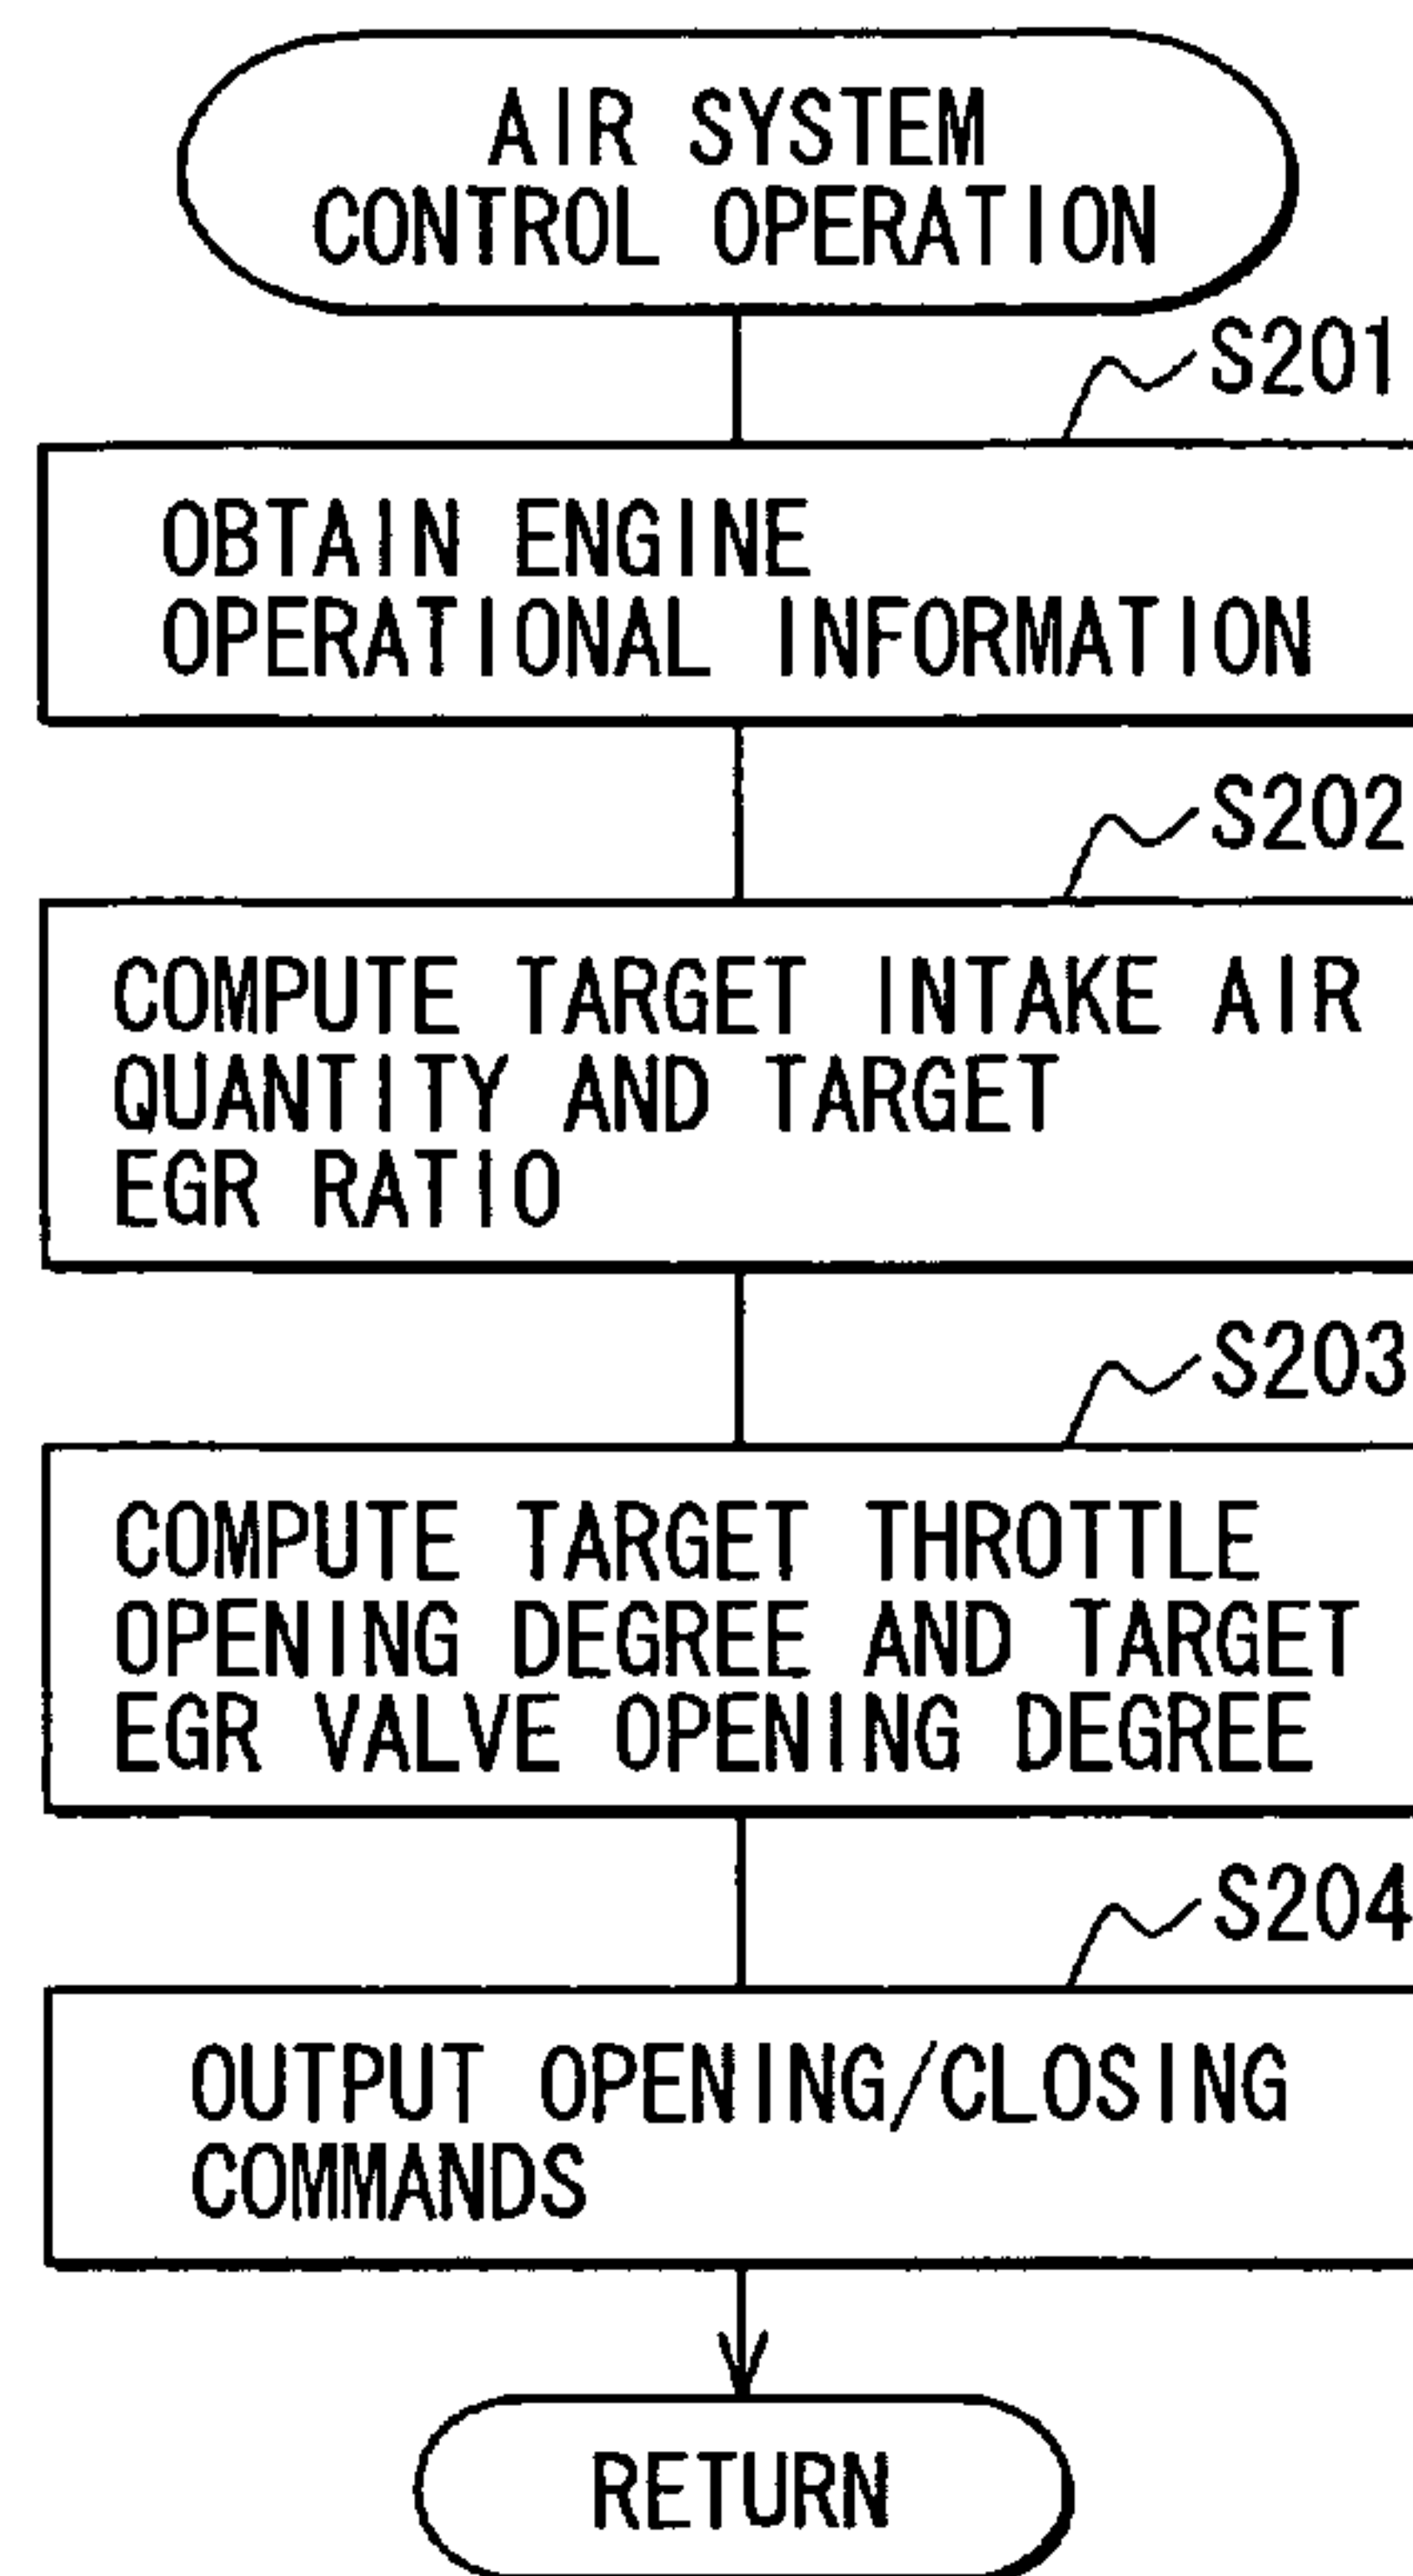 AIR SYSTEM
CONTROL OPERATION
S201
OBTAIN ENGINE
OPERATIONAL INFORMATION
S202
COMPUTE TARGET INTAKE AIR
QUANTITY AND TARGET
EGR RATIO
S203
COMPUTE TARGET THROTTLE
OPENING DEGREE AND TARGET
EGR VALVE OPENING DEGREE
S204
OUTPUT OPENING/CLOSING
COMMANDS
RETURN